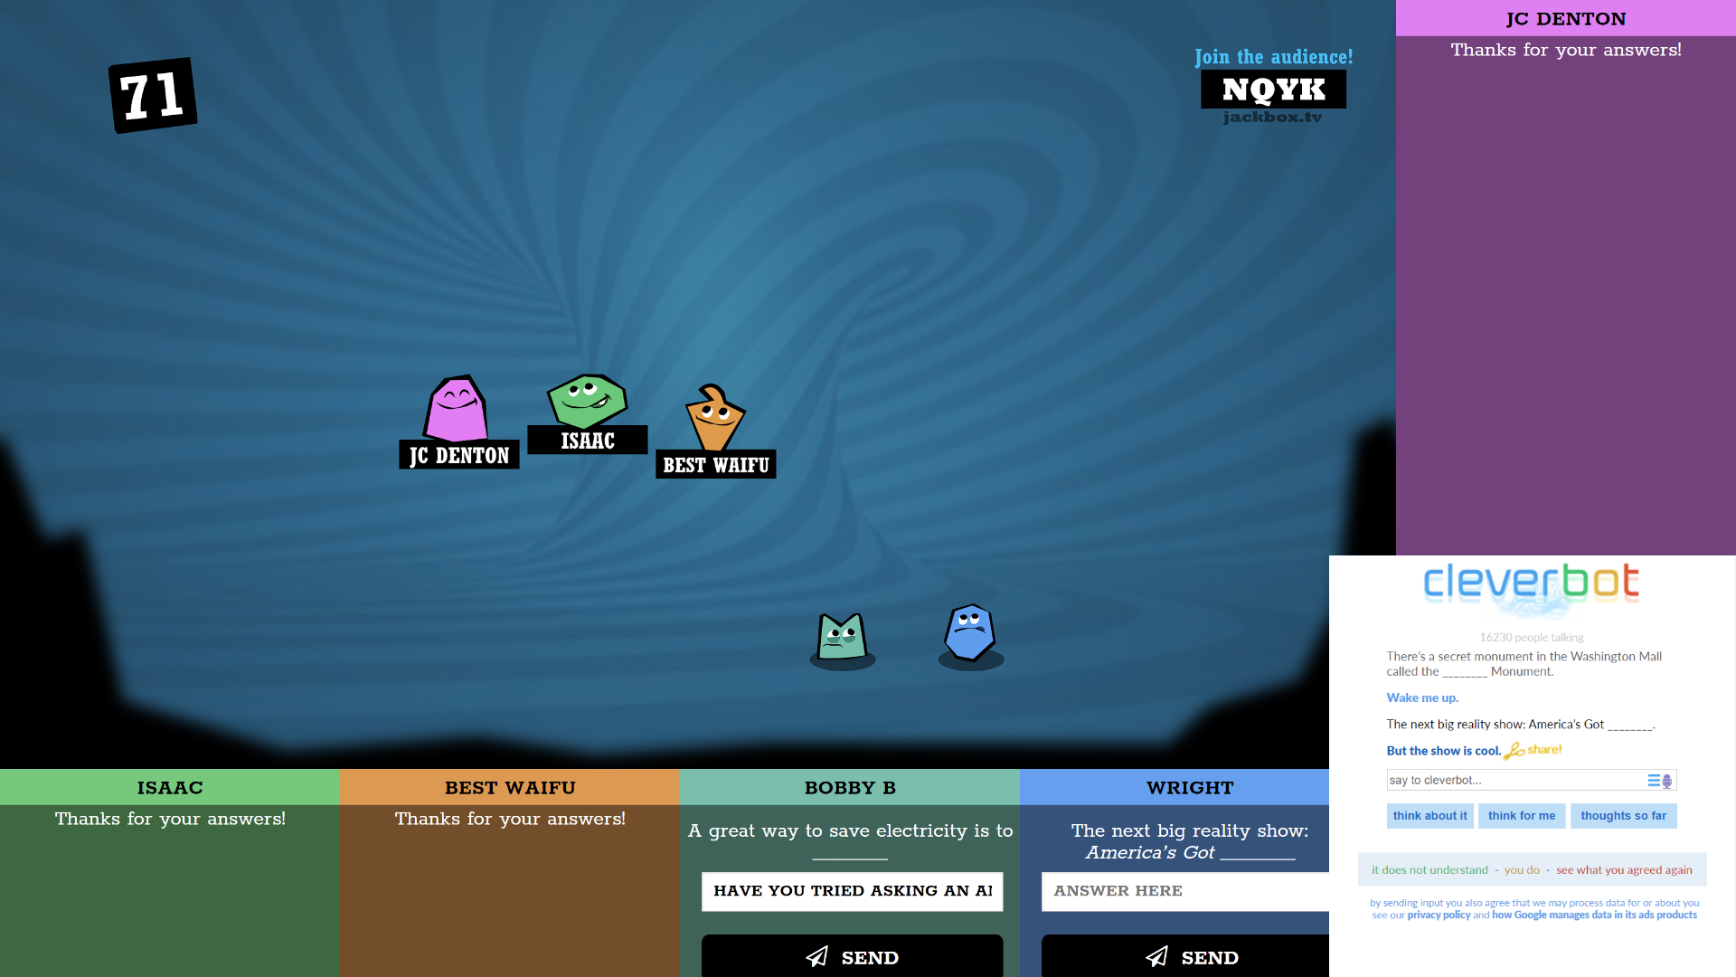 71
Join the audience!
NQYK
jackbox.tv
JC DENTON
Thanks for your answers!
JC DENTON
ISAAC
BEST WAIFU
cleverbot
16230 people talking
There's a secret monument in the Washington Mall
called the ________ Monument.
Wake me up.
The next big reality show: America's Got ________.
But the show is cool. share!
say to cleverbot...
think about it
think for me
thoughts so far
it does not understand - you do - see what you agreed again
by sending input you also agree that we may process data for or about you
see our privacy policy and how Google manages data in its ads products
ISAAC
Thanks for your answers!
BEST WAIFU
Thanks for your answers!
BOBBY B
A great way to save electricity is to
________
HAVE YOU TRIED ASKING AN
SEND
WRIGHT
The next big reality show:
America's Got ________
ANSWER HERE
SEND